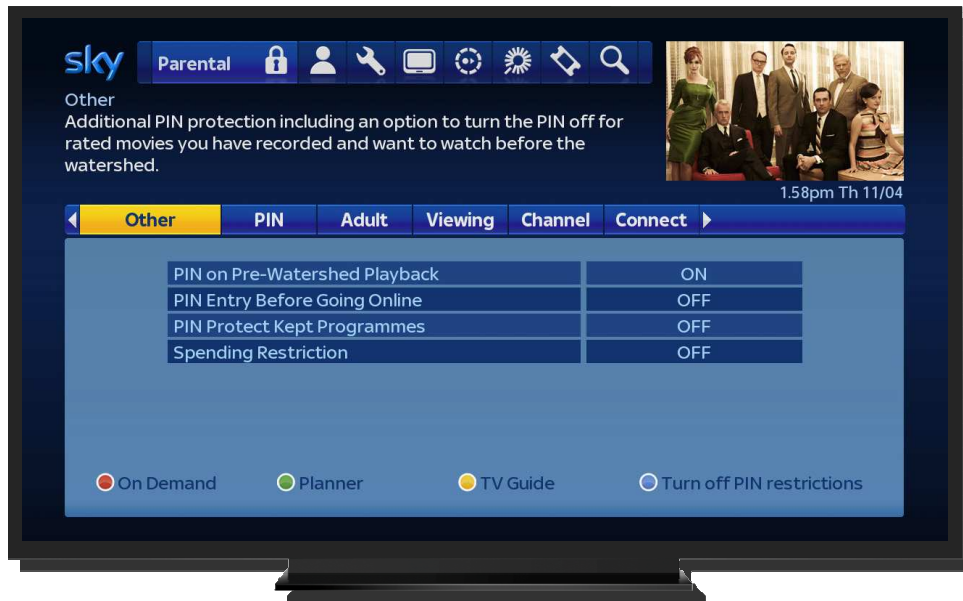 sky
Parental
Other
Additional PIN protection including an option to turn the PIN off for
rated movies you have recorded and want to watch before the
watershed.
1.58pm Th 11/04
Other PIN Adult Viewing Channel Connect
PIN on Pre-Watershed Playback ON
PIN Entry Before Going Online OFF
PIN Protect Kept Programmes OFF
Spending Restriction OFF
On Demand Planner TV Guide Turn off PIN restrictions